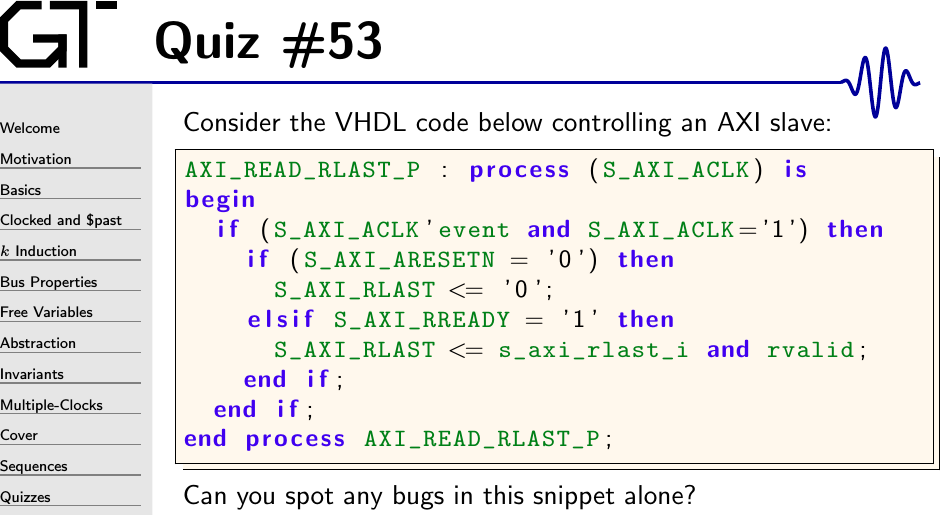 GT
Quiz #53
Welcome
Motivation
Basics
Clocked and $past
k Induction
Bus Properties
Free Variables
Abstraction
Invariants
Multiple-Clocks
Cover
Sequences
Quizzes
Consider the VHDL code below controlling an AXI slave:
AXI_READ_RLAST_P : process (S_AXI_ACLK) is
begin
if (S_AXI_ACLK'event and S_AXI_ACLK='1') then
if (S_AXI_ARESETN = '0') then
S_AXI_RLAST <= '0';
elsif S_AXI_RREADY = '1' then
S_AXI_RLAST <= s_axi_rlast_i and rvalid;
end if;
end if;
end process AXI_READ_RLAST_P;
Can you spot any bugs in this snippet alone?